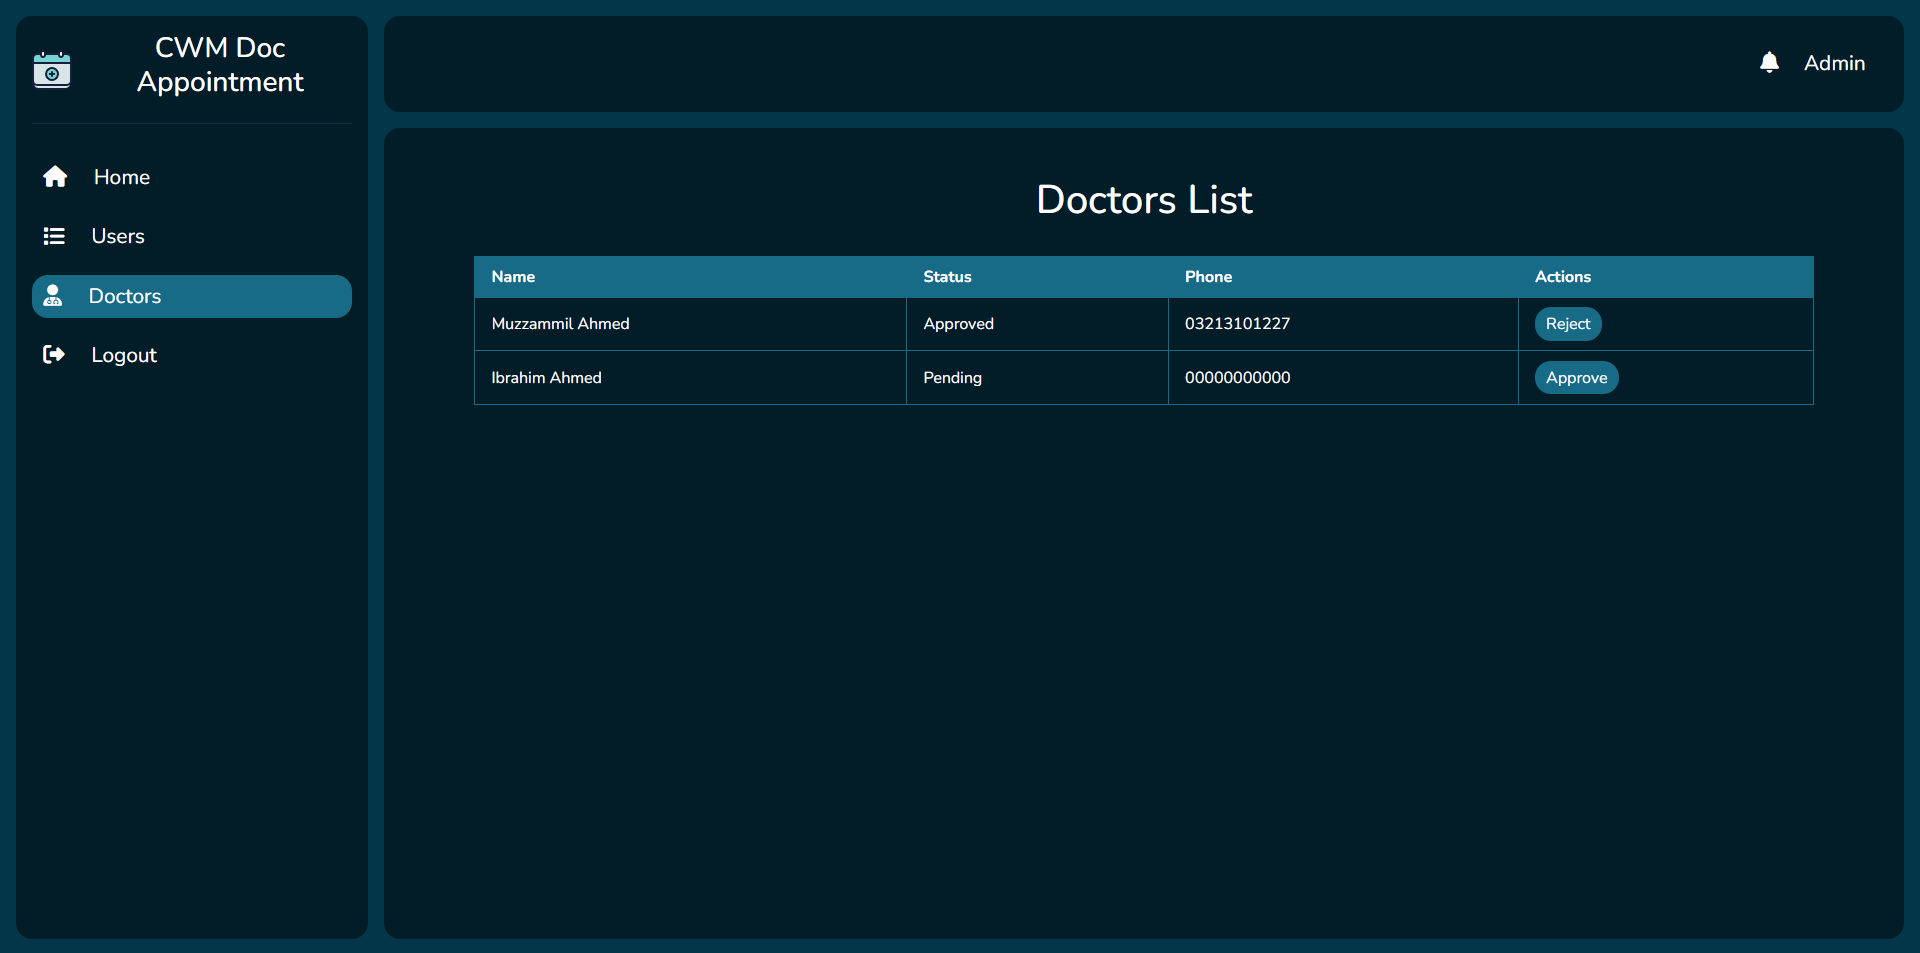 CWM Doc
Appointment
Home
Users
Doctors
Logout
Admin
Doctors List
Name Status Phone Actions
Muzzammil Ahmed Approved 03213101227 Reject
Ibrahim Ahmed Pending 00000000000 Approve